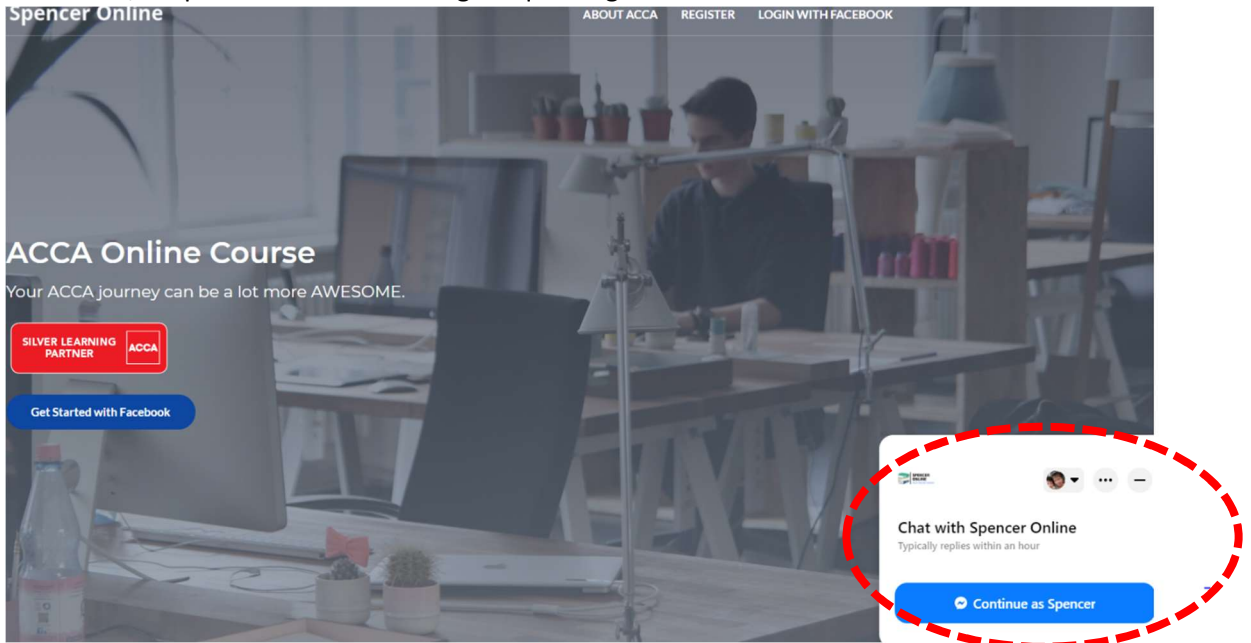 Spencer Online
ABOUT ACCA REGISTER LOGIN WITH FACEBOOK
ACCA Online Course
Your ACCA journey can be a lot more AWESOME.
SILVER LEARNING
PARTNER
ACCA
Get Started with Facebook
SPENCER
ONLINE
Chat with Spencer Online
Typically replies within an hour
Continue as Spencer